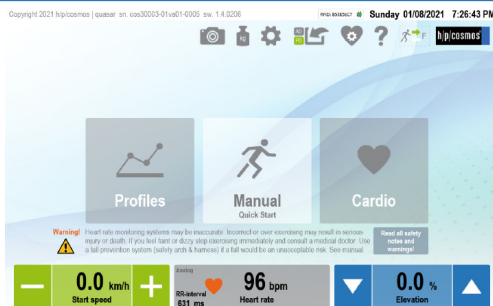 Copyright 2021 h/p/cosmos | quasar sn. cos30003-01va01-0005 sw. 1.4.0206
Sunday 01/08/2021 7:26:43 PM
kg
F
h/p/cosmos
Profiles
Manual
Quick Start
Cardio
Warning! Heart rate monitoring systems may be inaccurate. Incorrect or over exercising may result in serious
injury or death. If you feel faint or dizzy stop exercising immediately and consult a medical doctor. Use
a fall prevention system (safety arch & harness) if a fall would be an unacceptable risk. See manual.
Read all safety
notes and
warnings!
0.0 km/h
Start speed
Analog
RR-interval
631 ms
96 bpm
Heart rate
0.0 %
Elevation